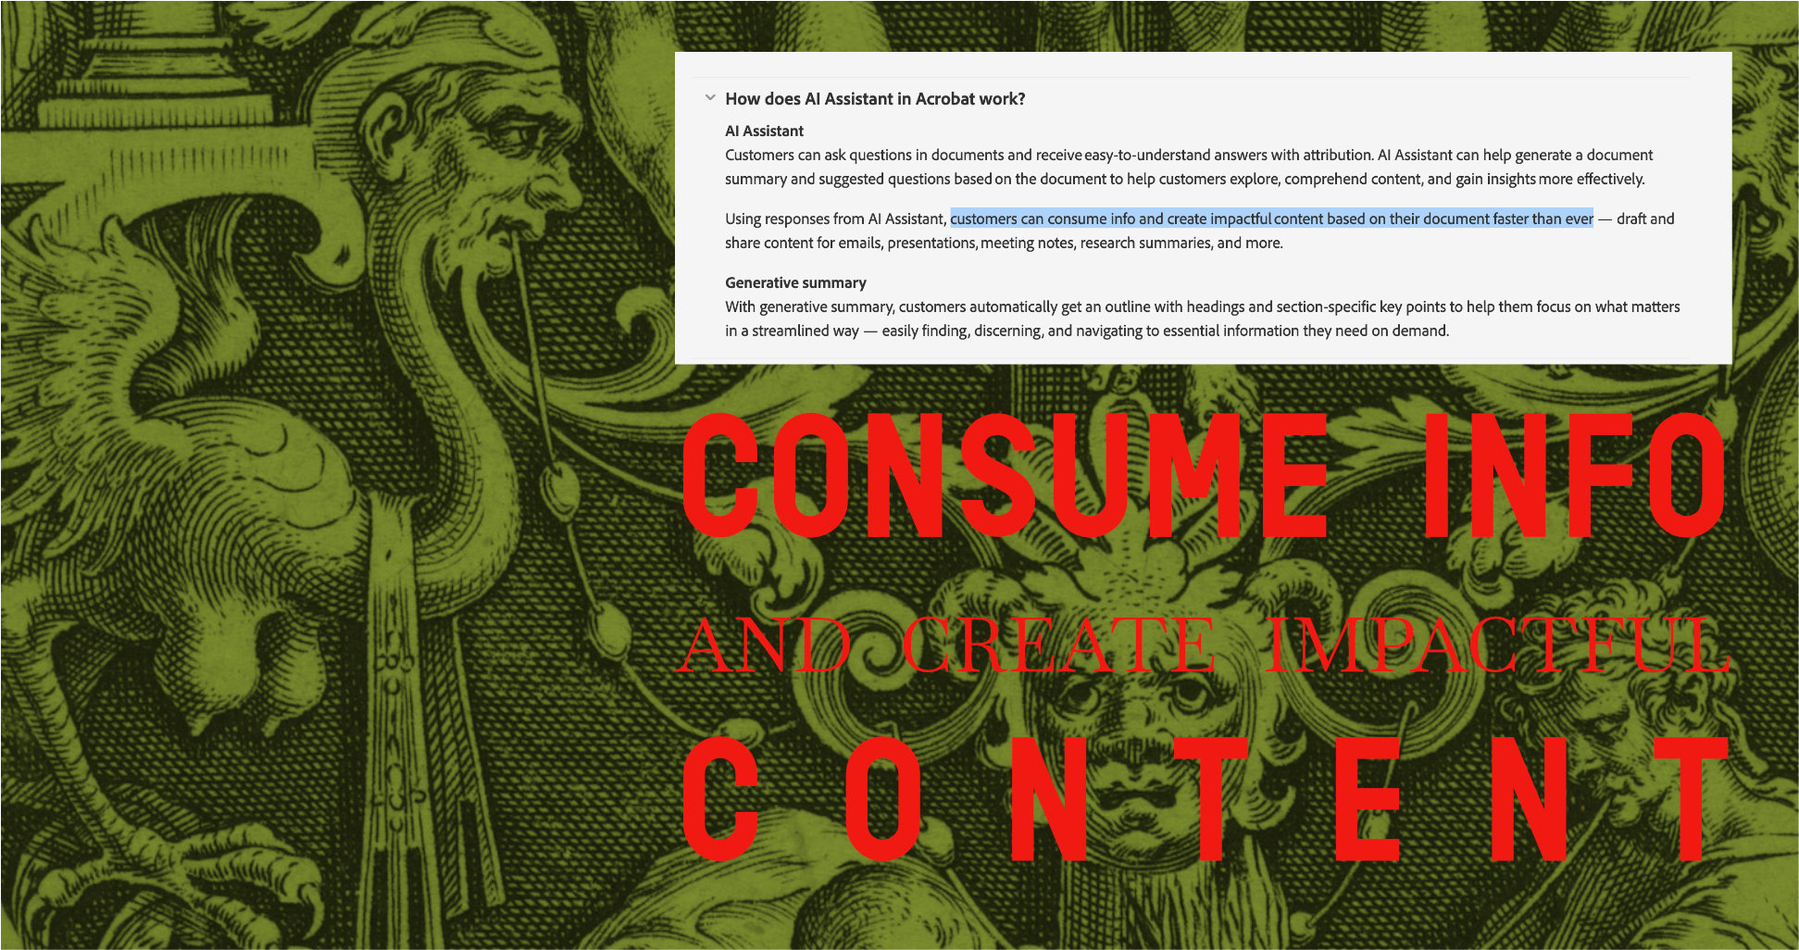 How does AI Assistant in Acrobat work?
AI Assistant
Customers can ask questions in documents and receive easy-to-understand answers with attribution. AI Assistant can help generate a document
summary and suggested questions based on the document to help customers explore, comprehend content, and gain insights more effectively.
Using responses from AI Assistant, customers can consume info and create impactful content based on their document faster than ever — draft and
share content for emails, presentations, meeting notes, research summaries, and more.
Generative summary
With generative summary, customers automatically get an outline with headings and section-specific key points to help them focus on what matters
in a streamlined way — easily finding, discerning, and navigating to essential information they need on demand.
CONSUME INFO
AND CREATE IMPACTFUL
CONTENT